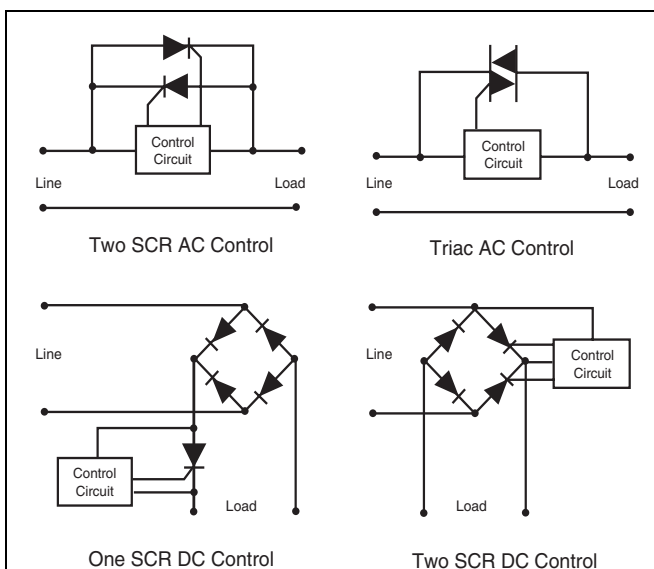 Control
Circuit
Line
Load
Two SCR AC Control
Control
Circuit
Line
Load
Triac AC Control
Line
Control
Circuit
Load
One SCR DC Control
Line
Control
Circuit
Load
Two SCR DC Control